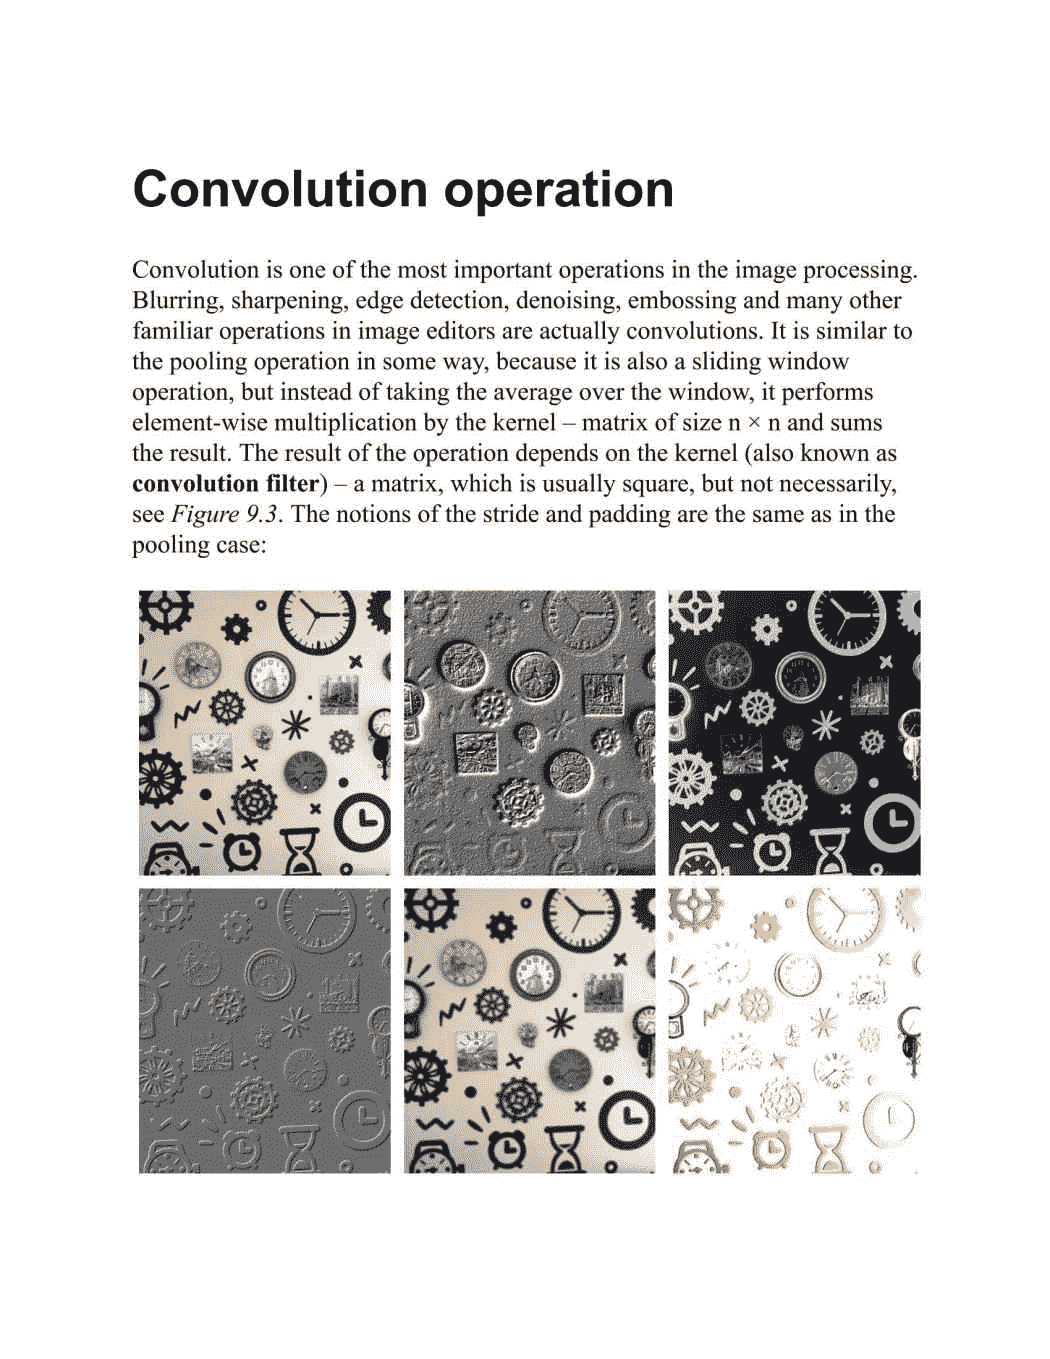 Convolution operation
Convolution is one of the most important operations in the image processing.
Blurring, sharpening, edge detection, denoising, embossing and many other
familiar operations in image editors are actually convolutions. It is similar to
the pooling operation in some way, because it is also a sliding window
operation, but instead of taking the average over the window, it performs
element-wise multiplication by the kernel – matrix of size n × n and sums
the result. The result of the operation depends on the kernel (also known as
convolution filter) – a matrix, which is usually square, but not necessarily,
see Figure 9.3. The notions of the stride and padding are the same as in the
pooling case: